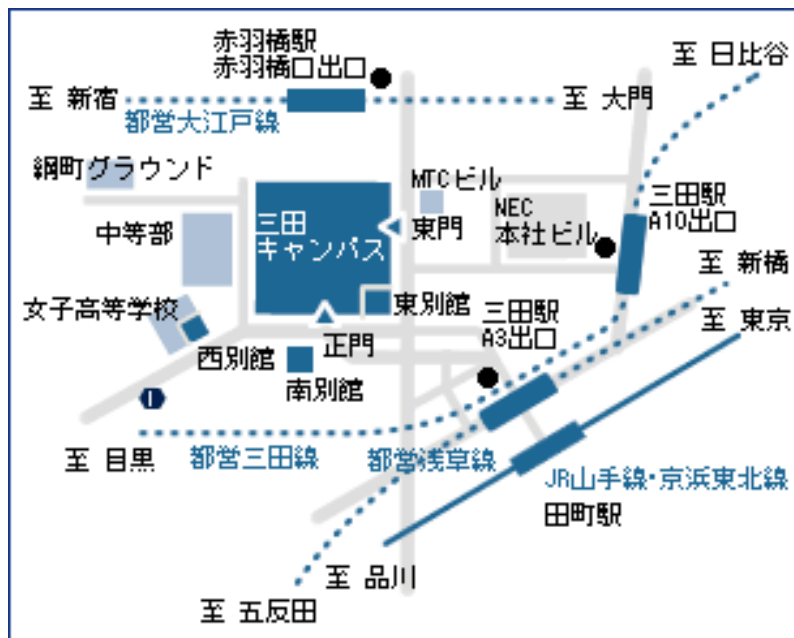 赤羽橋駅
赤羽橋口出口
至 日比谷
至 新宿
至 大門
都営大江戸線
綱町グラウンド
MTCビル
三田駅
A10出口
NEC
本社ビル
中等部
三田
キャンパス
東門
至 新橋
女子高等学校
東別館
三田駅
A3出口
至 東京
正門
西別館
南別館
至 目黒
都営三田線
都営浅草線
JR山手線・京浜東北線
田町駅
至 品川
至 五反田